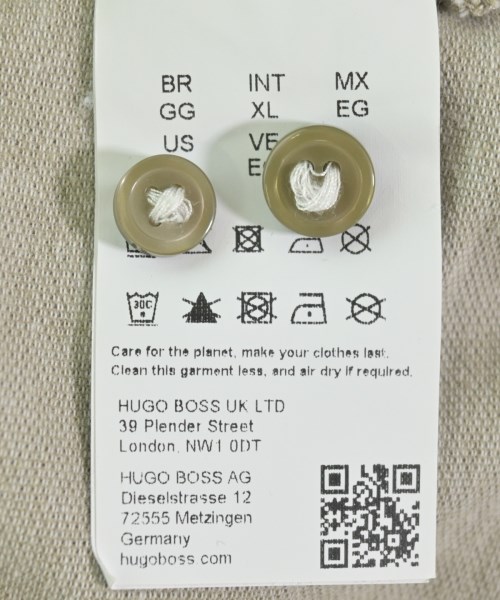 BR INT MX
GG XL EG
US VE
30C
Care for the planet, make your clothes last.
Clean this garment less, and air dry if required.
HUGO BOSS UK LTD
39 Plender Street
London, NW1 0DT
HUGO BOSS AG
Dieselstrasse 12
72555 Metzingen
Germany
hugoboss.com